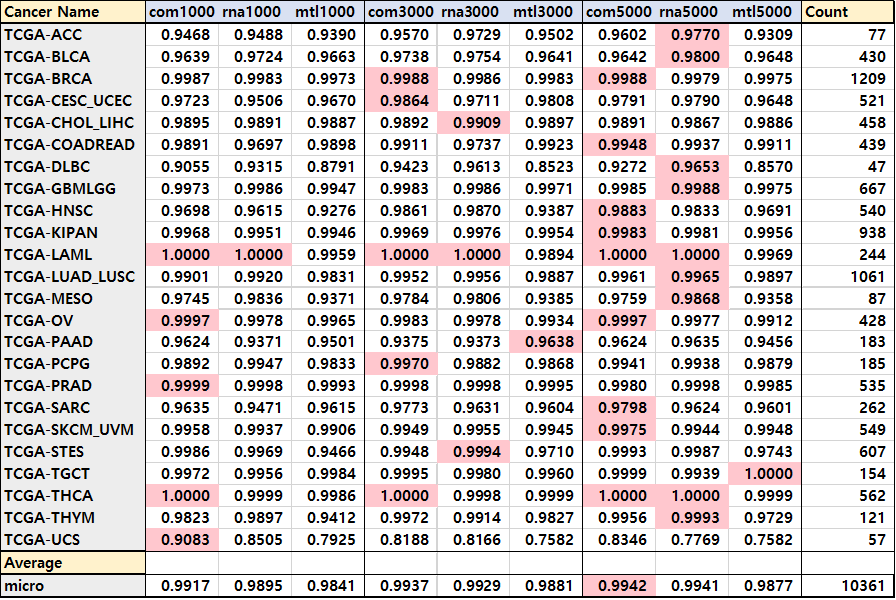 Cancer Name com1000 rna1000 mtl1000 com3000 rna3000 mtl3000 com5000 rna5000 mtl5000 Count
TCGA-ACC 0.9468 0.9488 0.9390 0.9570 0.9729 0.9502 0.9602 0.9770 0.9309 77
TCGA-BLCA 0.9639 0.9724 0.9663 0.9738 0.9754 0.9641 0.9642 0.9800 0.9648 430
TCGA-BRCA 0.9987 0.9983 0.9973 0.9988 0.9986 0.9983 0.9988 0.9979 0.9975 1209
TCGA-CESC_UCEC 0.9723 0.9506 0.9670 0.9864 0.9711 0.9808 0.9791 0.9790 0.9648 521
TCGA-CHOL_LIHC 0.9895 0.9891 0.9887 0.9892 0.9909 0.9897 0.9891 0.9867 0.9886 458
TCGA-COADREAD 0.9891 0.9697 0.9898 0.9911 0.9737 0.9923 0.9948 0.9937 0.9911 439
TCGA-DLBC 0.9055 0.9315 0.8791 0.9423 0.9613 0.8523 0.9272 0.9653 0.8570 47
TCGA-GBMLGG 0.9973 0.9986 0.9947 0.9983 0.9986 0.9971 0.9985 0.9988 0.9975 667
TCGA-HNSC 0.9698 0.9615 0.9276 0.9861 0.9870 0.9387 0.9883 0.9833 0.9691 540
TCGA-KIPAN 0.9968 0.9951 0.9946 0.9969 0.9976 0.9954 0.9983 0.9981 0.9956 938
TCGA-LAML 1.0000 1.0000 0.9959 1.0000 1.0000 0.9894 1.0000 1.0000 0.9969 244
TCGA-LUAD_LUSC 0.9901 0.9920 0.9831 0.9952 0.9956 0.9887 0.9961 0.9965 0.9897 1061
TCGA-MESO 0.9745 0.9836 0.9371 0.9784 0.9806 0.9385 0.9759 0.9868 0.9358 87
TCGA-OV 0.9997 0.9978 0.9965 0.9983 0.9978 0.9934 0.9997 0.9977 0.9912 428
TCGA-PAAD 0.9624 0.9371 0.9501 0.9375 0.9373 0.9638 0.9624 0.9635 0.9456 183
TCGA-PCPG 0.9892 0.9947 0.9833 0.9970 0.9882 0.9868 0.9941 0.9938 0.9879 185
TCGA-PRAD 0.9999 0.9998 0.9993 0.9998 0.9998 0.9995 0.9980 0.9998 0.9985 535
TCGA-SARC 0.9635 0.9471 0.9615 0.9773 0.9631 0.9604 0.9798 0.9624 0.9601 262
TCGA-SKCM_UVM 0.9958 0.9937 0.9906 0.9949 0.9955 0.9945 0.9975 0.9944 0.9948 549
TCGA-STES 0.9986 0.9969 0.9466 0.9948 0.9994 0.9710 0.9993 0.9987 0.9743 607
TCGA-TGCT 0.9972 0.9956 0.9984 0.9995 0.9980 0.9960 0.9999 0.9939 1.0000 154
TCGA-THCA 1.0000 0.9999 0.9986 1.0000 0.9998 0.9999 1.0000 1.0000 0.9999 562
TCGA-THYM 0.9823 0.9897 0.9412 0.9972 0.9914 0.9827 0.9956 0.9993 0.9729 121
TCGA-UCS 0.9083 0.8505 0.7925 0.8188 0.8166 0.7582 0.8346 0.7769 0.7582 57
Average
micro 0.9917 0.9895 0.9841 0.9937 0.9929 0.9881 0.9942 0.9941 0.9877 10361